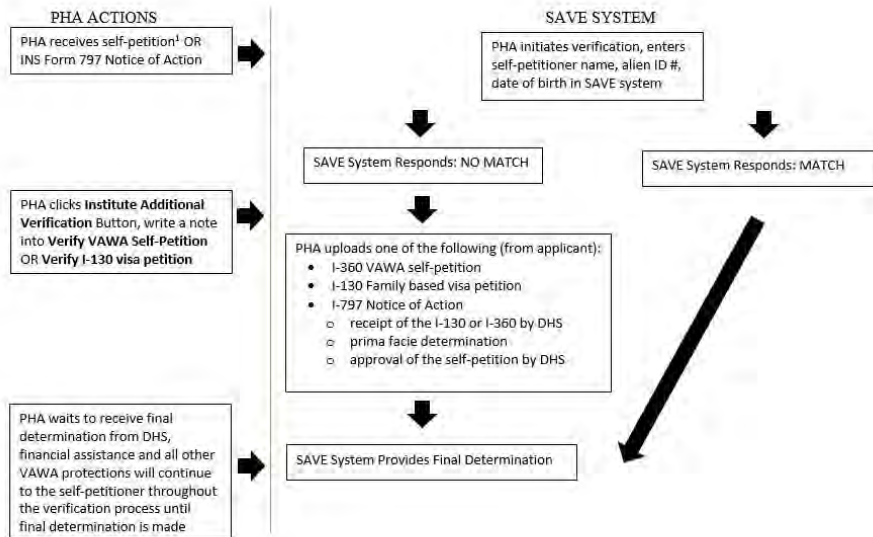 PHA ACTIONS
SAVE SYSTEM
PHA receives self-petition¹ OR
INS Form 797 Notice of Action
PHA initiates verification, enters
self-petitioner name, alien ID #,
date of birth in SAVE system
SAVE System Responds: NO MATCH
SAVE System Responds: MATCH
PHA clicks Institute Additional
Verification Button, write a note
into Verify VAWA Self-Petition
OR Verify I-130 visa petition
PHA uploads one of the following (from applicant):
• I-360 VAWA self-petition
• I-130 Family based visa petition
• I-797 Notice of Action
o receipt of the I-130 or I-360 by DHS
o prima facie determination
o approval of the self-petition by DHS
PHA waits to receive final
determination from DHS,
financial assistance and all other
VAWA protections will continue
to the self-petitioner throughout
the verification process until
final determination is made
SAVE System Provides Final Determination